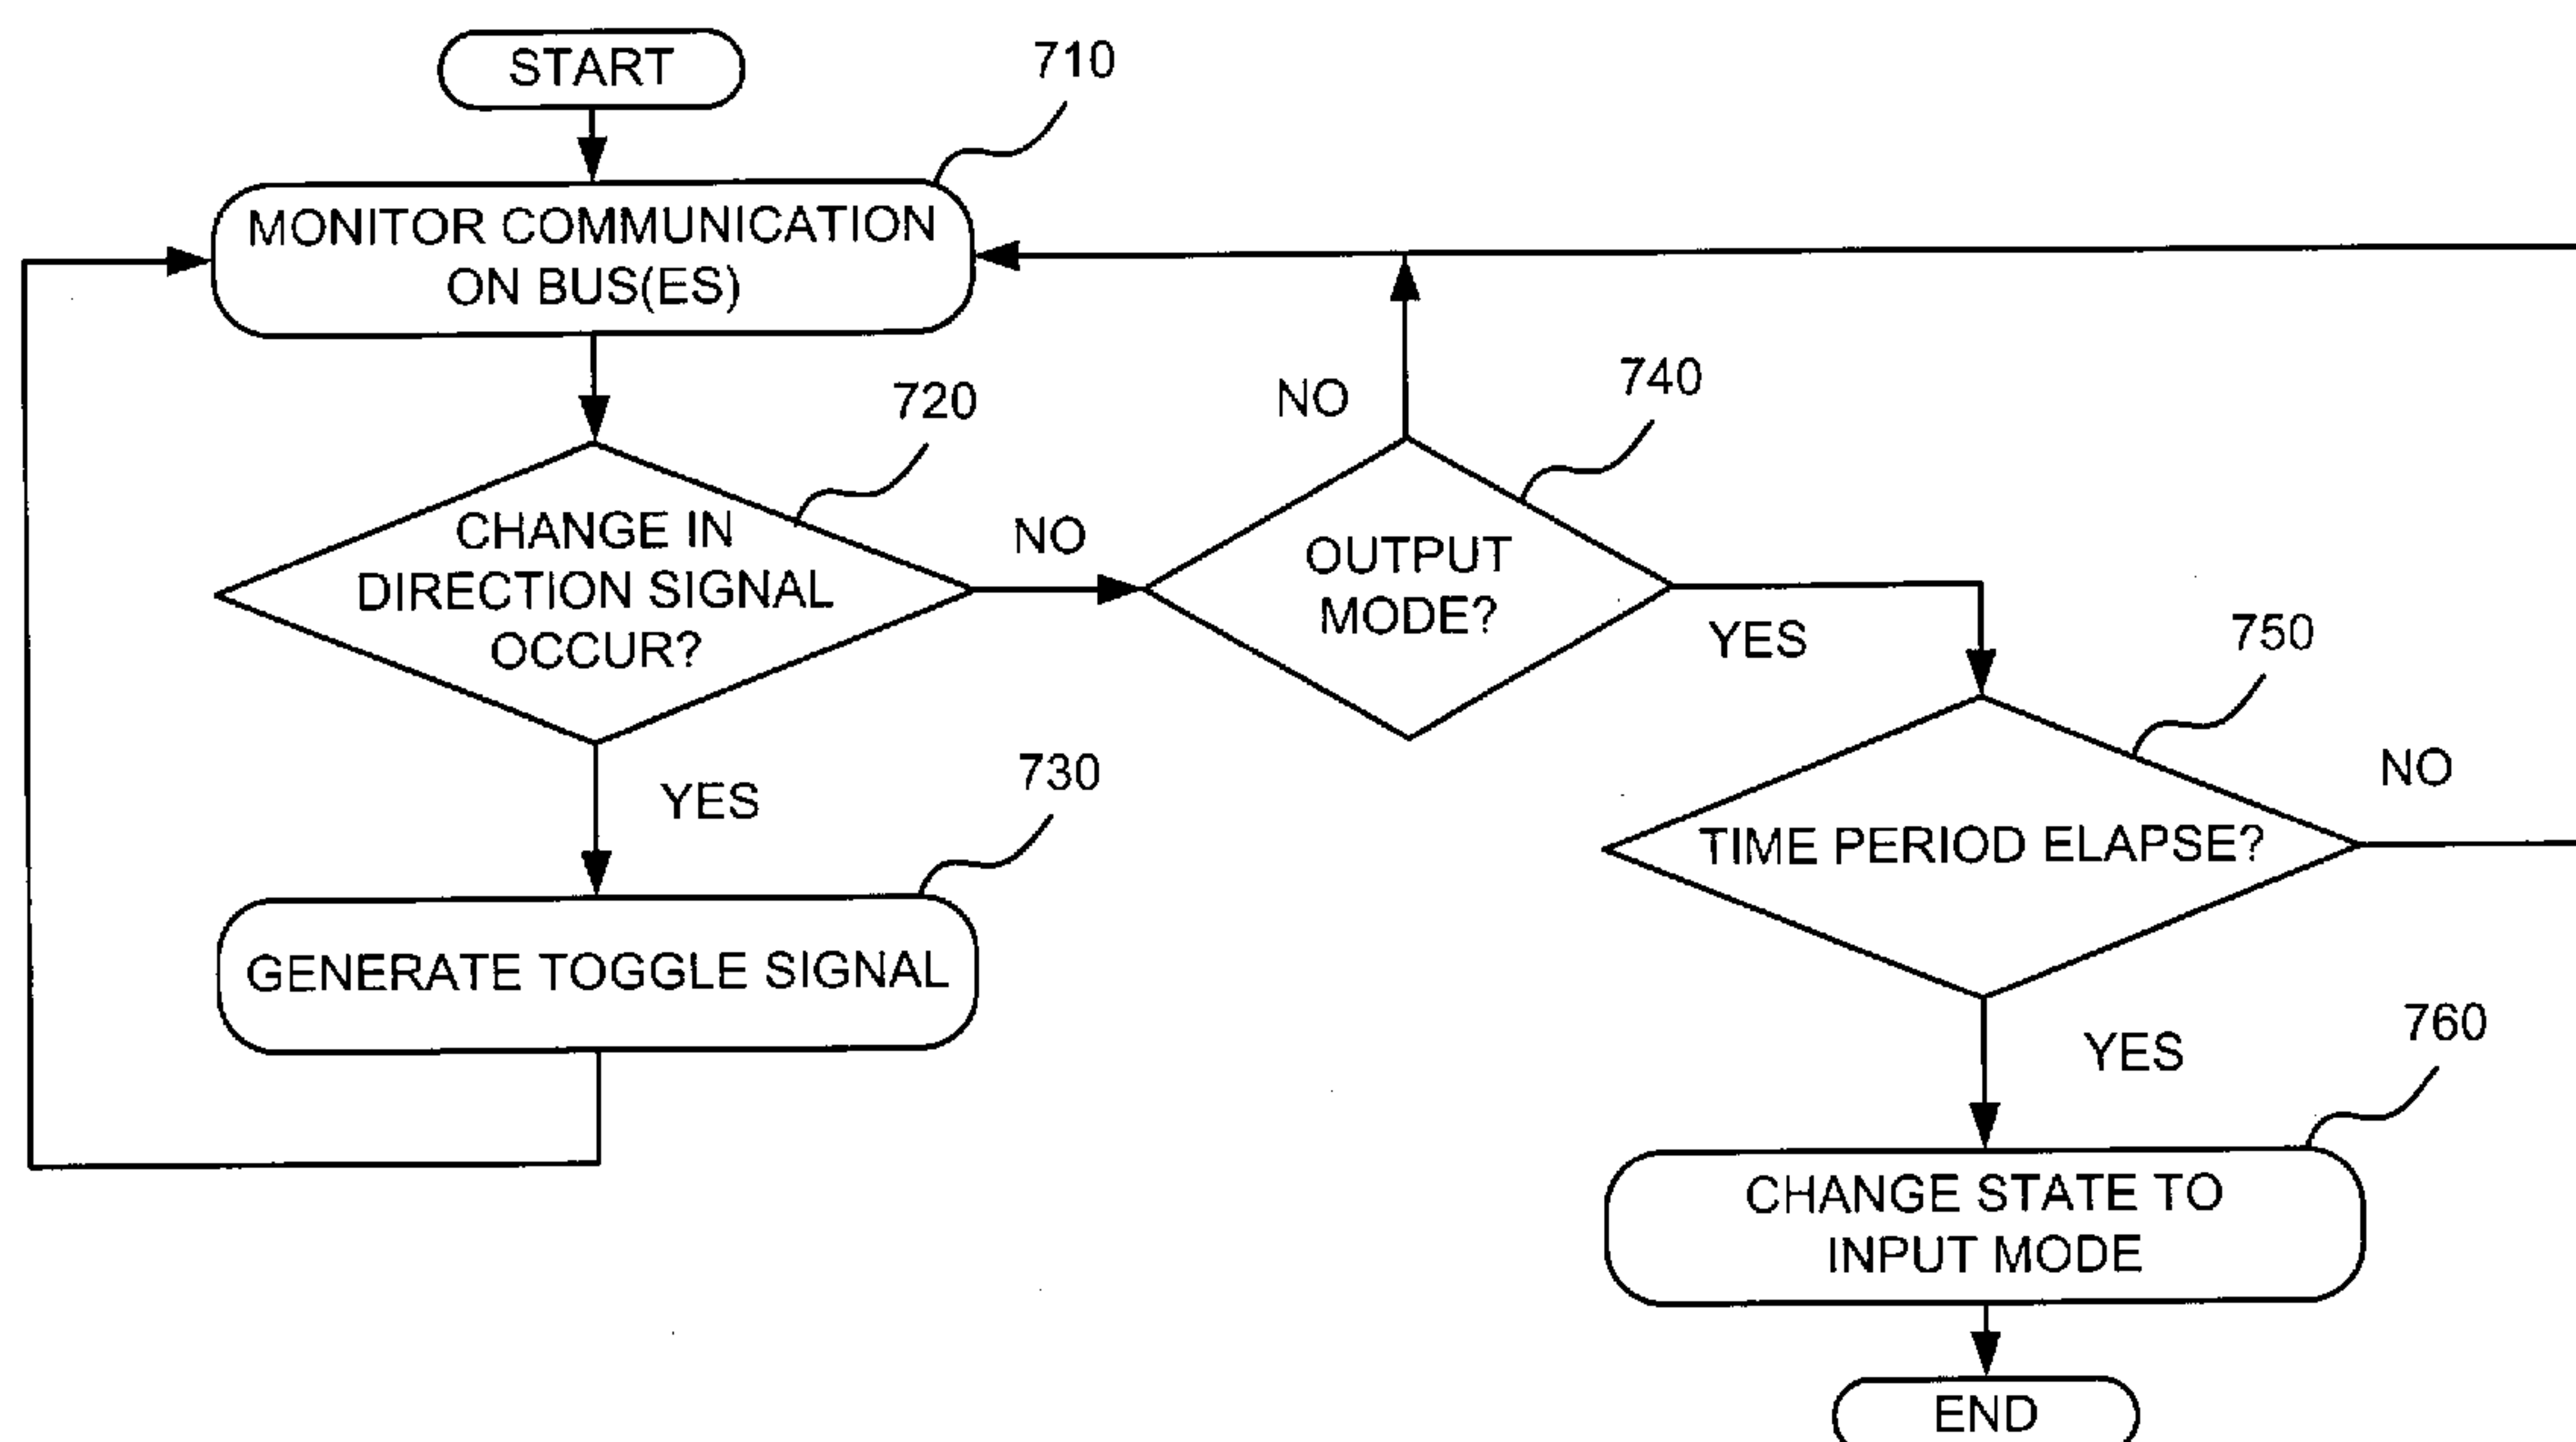 START
710
MONITOR COMMUNICATION
ON BUS(ES)
720
CHANGE IN
DIRECTION SIGNAL
OCCUR?
NO
740
NO
OUTPUT
MODE?
YES
YES
730
GENERATE TOGGLE SIGNAL
750
TIME PERIOD ELAPSE?
NO
YES
760
CHANGE STATE TO
INPUT MODE
END